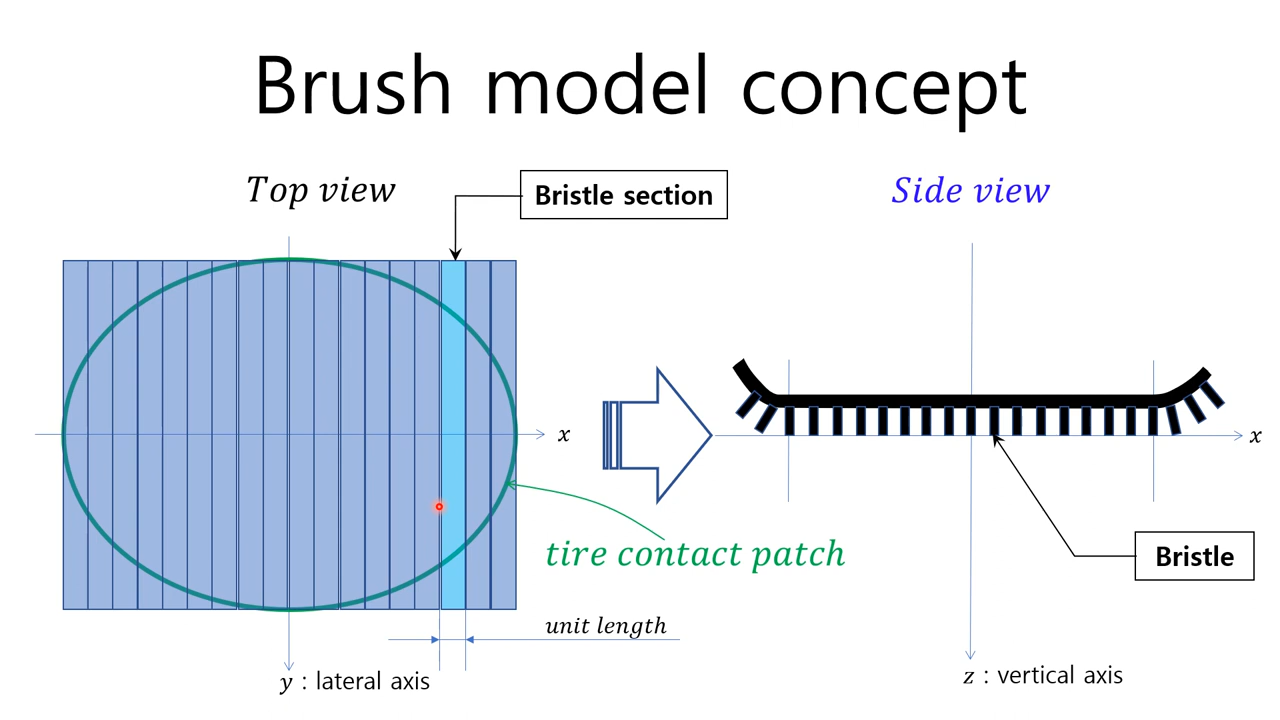 Brush model concept
Top view
Bristle section
Side view
x
x
tire contact patch
Bristle
unit length
y : lateral axis
z : vertical axis